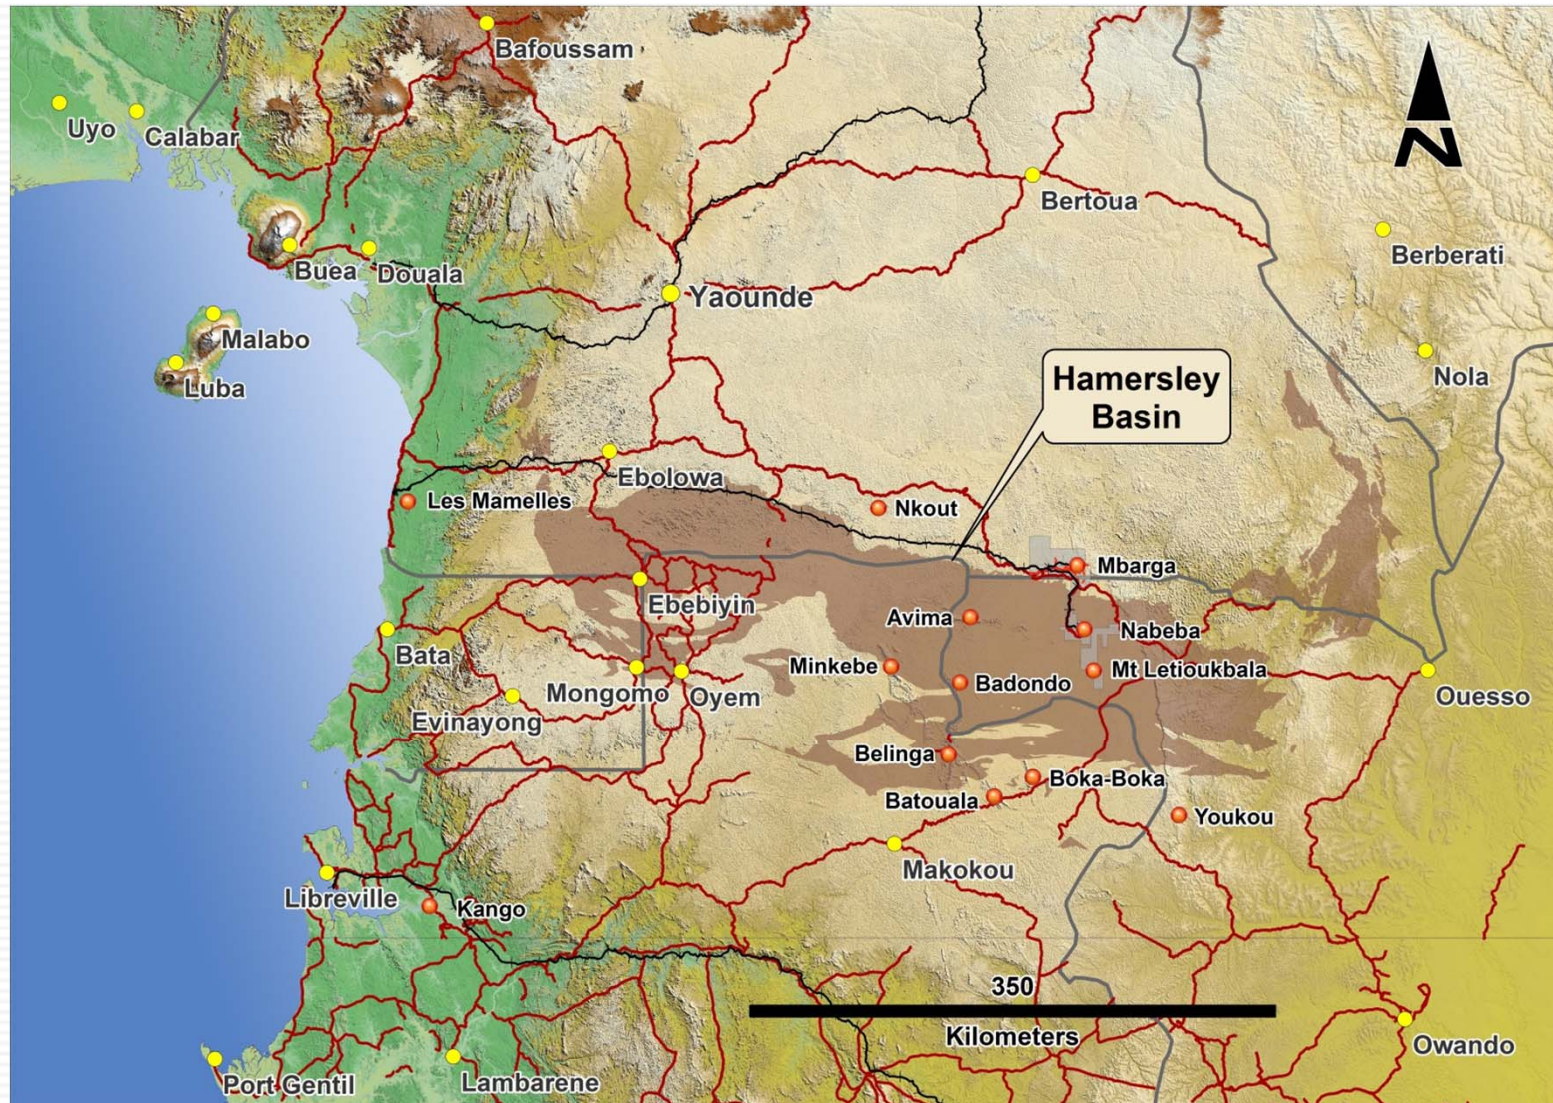 Bafoussam
Uyo
Calabar
N
Bertoua
Berberati
Buea
Douala
Yaounde
Malabo
Luba
Hamersley
Basin
Nola
Ebolowa
Les Mamelles
Nkout
Mbarga
Ebebiyin
Avima
Nabeba
Bata
Minkebe
Mt Letioukbala
Mongomo
Oyem
Badondo
Ouesso
Evinayong
Belinga
Boka-Boka
Batouala
Youkou
Makokou
Libreville
Kango
350
Kilometers
Owando
Port Gentil
Lambarene